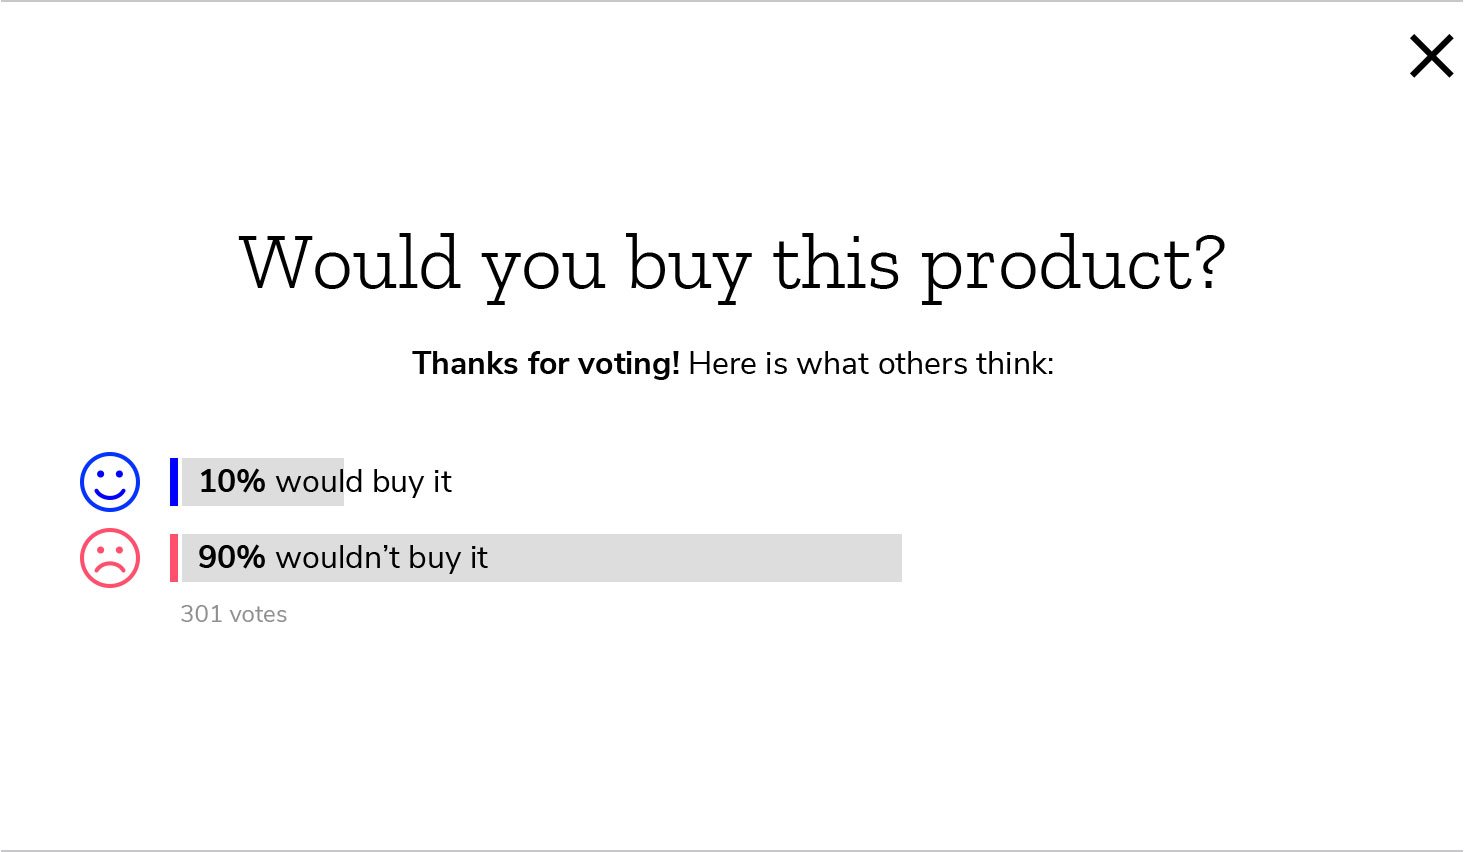 Would you buy this product?
Thanks for voting! Here is what others think:
10% would buy it
90% wouldn’t buy it
301 votes